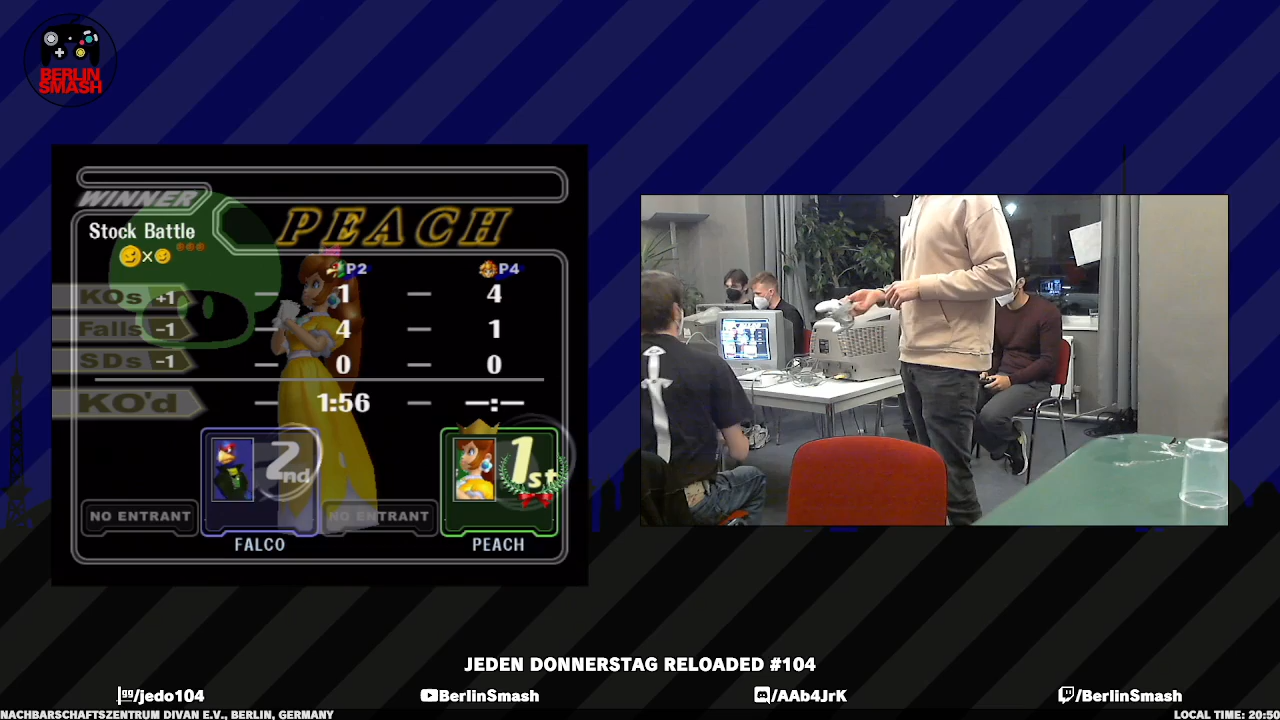 BERLIN
SMASH
WINNER
PEACH
Stock Battle
×
P2
P4
KOs +1
1
4
Falls -1
4
1
SDs -1
0
0
KO'd
1:56
—:—
2nd
1st
NO ENTRANT
NO ENTRANT
FALCO
PEACH
JEDEN DONNERSTAG RELOADED #104
gg/jedo104
BerlinSmash
/AAb4JrK
/BerlinSmash
NACHBARSCHAFTSZENTRUM DIVAN E.V., BERLIN, GERMANY
LOCAL TIME: 20:50